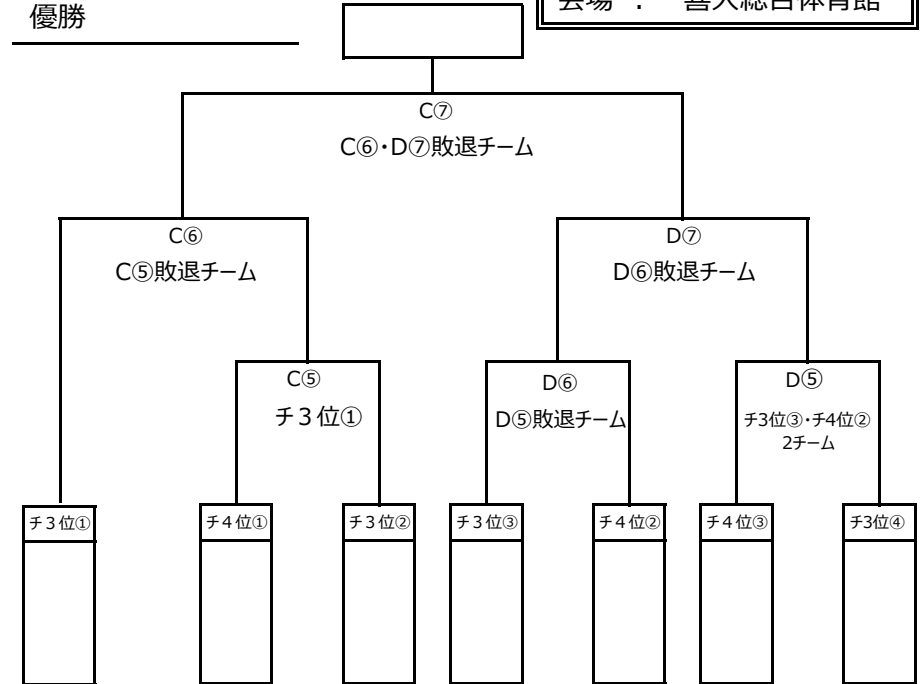 優勝
C⑦
C⑥・D⑦敗退チーム
C⑥
C⑤敗退チーム
D⑦
D⑥敗退チーム
C⑤
チ３位①
D⑥
D⑤敗退チーム
D⑤
チ3位③・チ4位②
2チーム
チ３位①
チ４位①
チ３位②
チ３位③
チ４位②
チ４位③
チ3位④